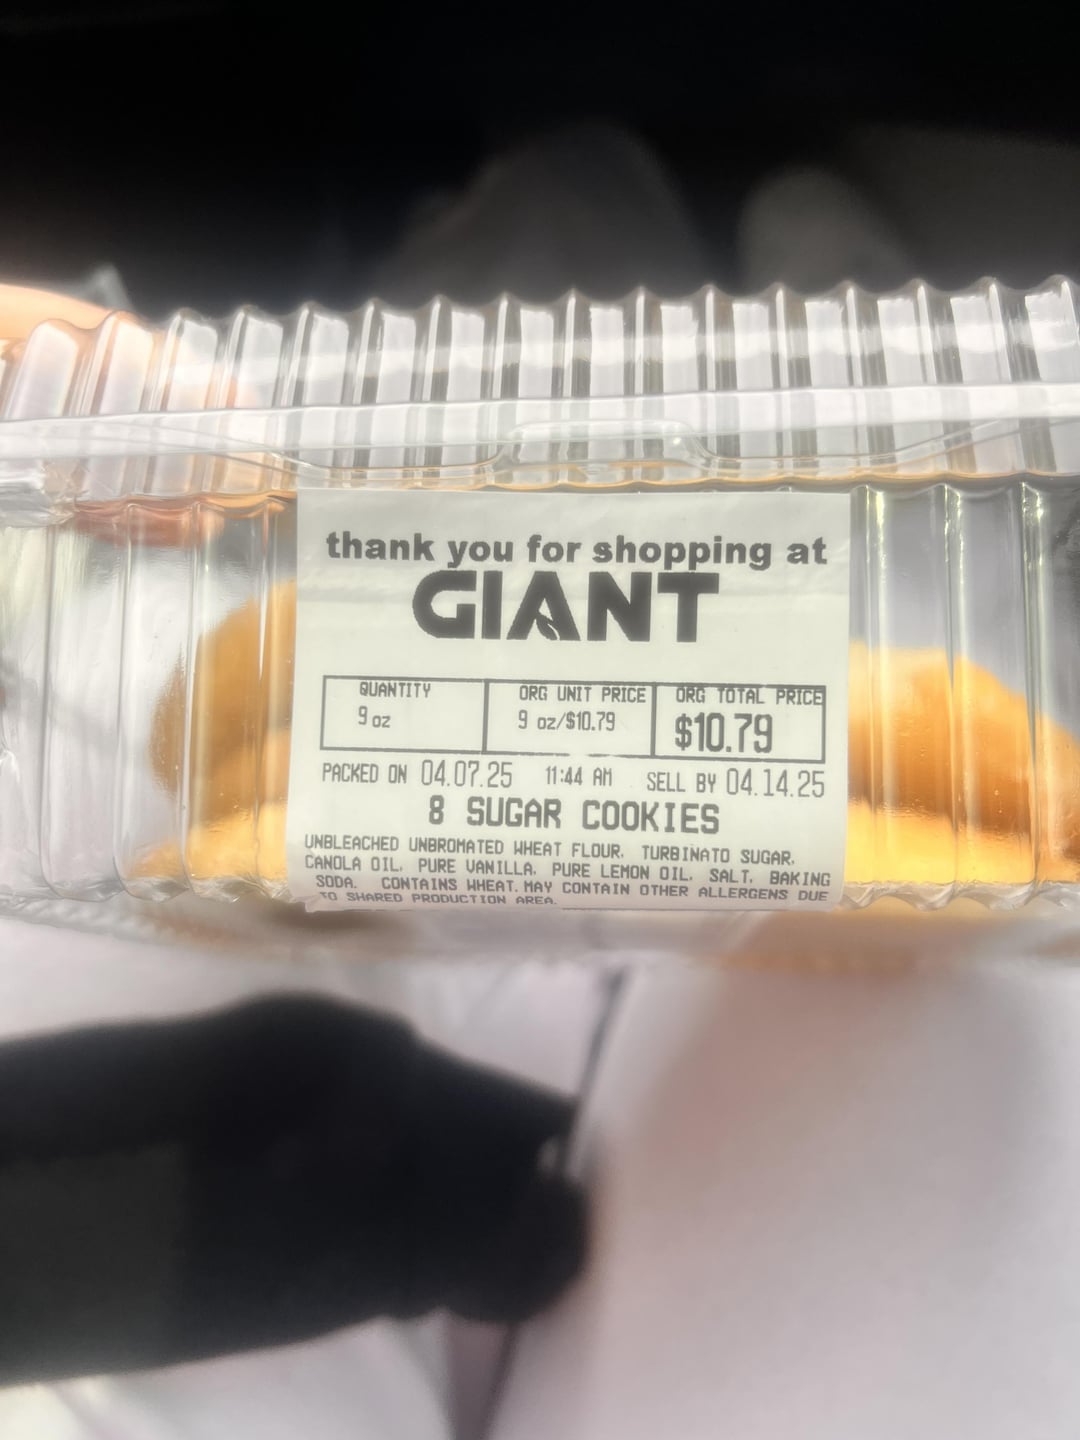 thank you for shopping at
GIANT
QUANTITY ORG UNIT PRICE ORG TOTAL PRICE
9 oz 9 oz/$10.79 $10.79
PACKED ON 04.07.25 11:44 AM SELL BY 04.14.25
8 SUGAR COOKIES
UNBLEACHED UNBROMATED WHEAT FLOUR, TURBINATO SUGAR,
CANOLA OIL, PURE VANILLA, PURE LEMON OIL, SALT, BAKING
SODA. CONTAINS WHEAT. MAY CONTAIN OTHER ALLERGENS DUE
TO SHARED PRODUCTION AREA.